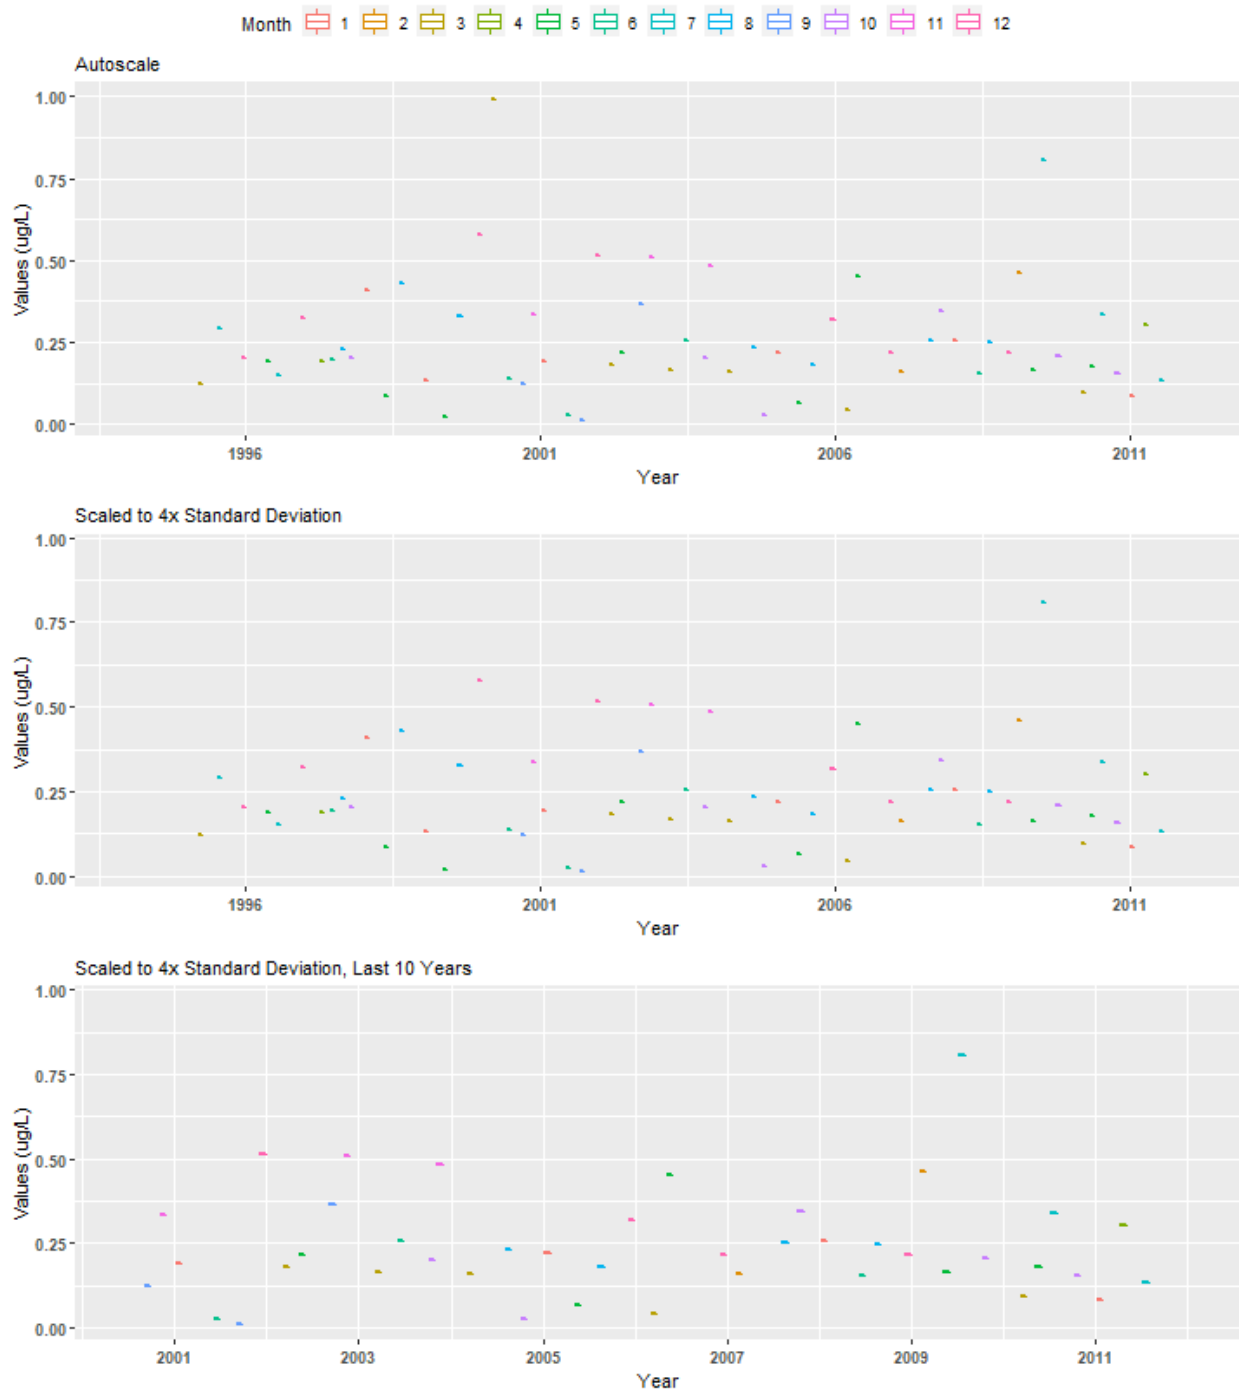 Month 1 2 3 4 5 6 7 8 9 10 11 12
Autoscale
Values (ug/L)
1.00
0.75
0.50
0.25
0.00
1996 2001 2006 2011
Year
Scaled to 4x Standard Deviation
Values (ug/L)
1.00
0.75
0.50
0.25
0.00
1996 2001 2006 2011
Year
Scaled to 4x Standard Deviation, Last 10 Years
Values (ug/L)
1.00
0.75
0.50
0.25
0.00
2001 2003 2005 2007 2009 2011
Year